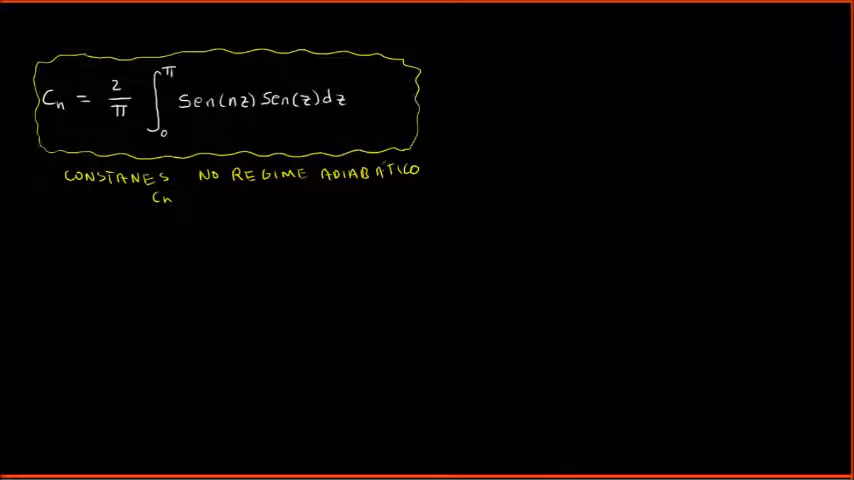 Cn = 2/π ∫₀^π Sen(nz) Sen(z) dz
CONSTANES NO REGIME ADIABÁTICO
Cn